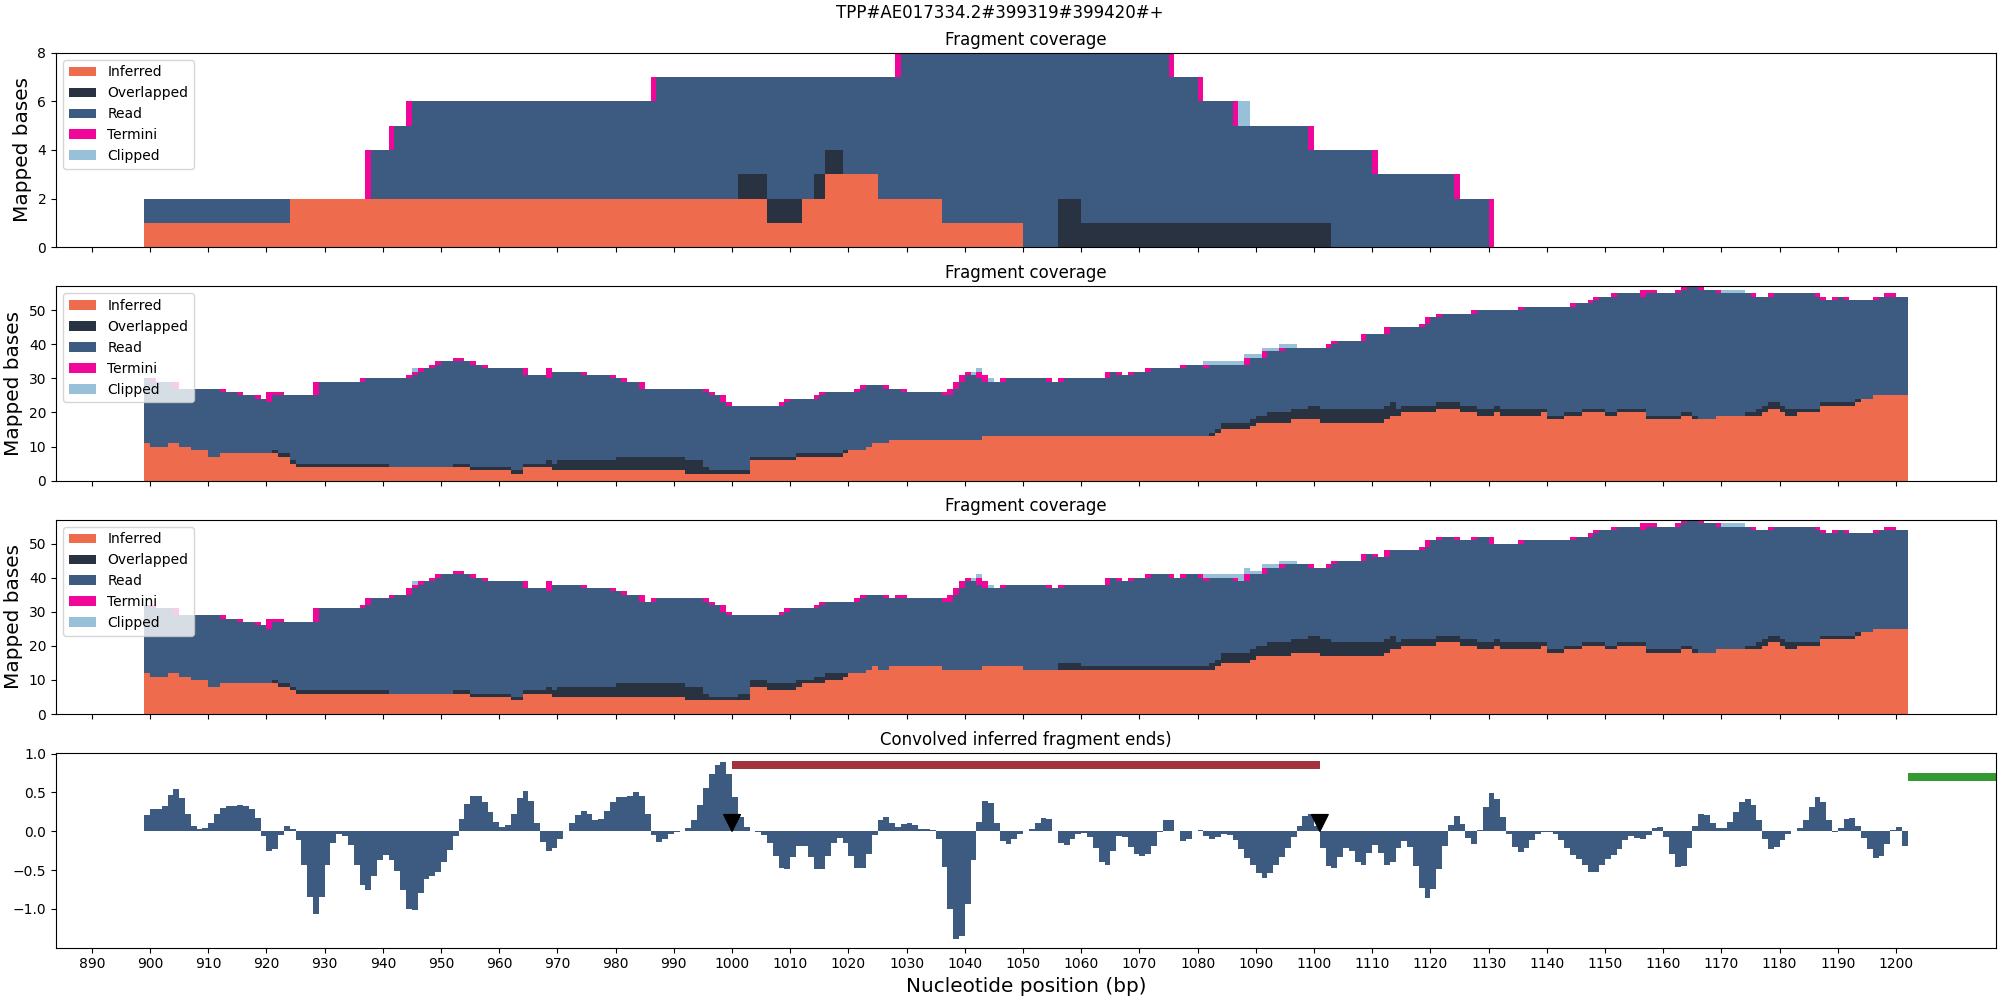 TPP#AE017334.2#399319#399420#+
Fragment coverage
Mapped bases
8
6
4
2
0
Inferred
Overlapped
Read
Termini
Clipped
Fragment coverage
Mapped bases
50
40
30
20
10
0
Inferred
Overlapped
Read
Termini
Clipped
Fragment coverage
Mapped bases
50
40
30
20
10
0
Inferred
Overlapped
Read
Termini
Clipped
Convolved inferred fragment ends)
1.0
0.5
0.0
−0.5
−1.0
890 900 910 920 930 940 950 960 970 980 990 1000 1010 1020 1030 1040 1050 1060 1070 1080 1090 1100 1110 1120 1130 1140 1150 1160 1170 1180 1190 1200
Nucleotide position (bp)